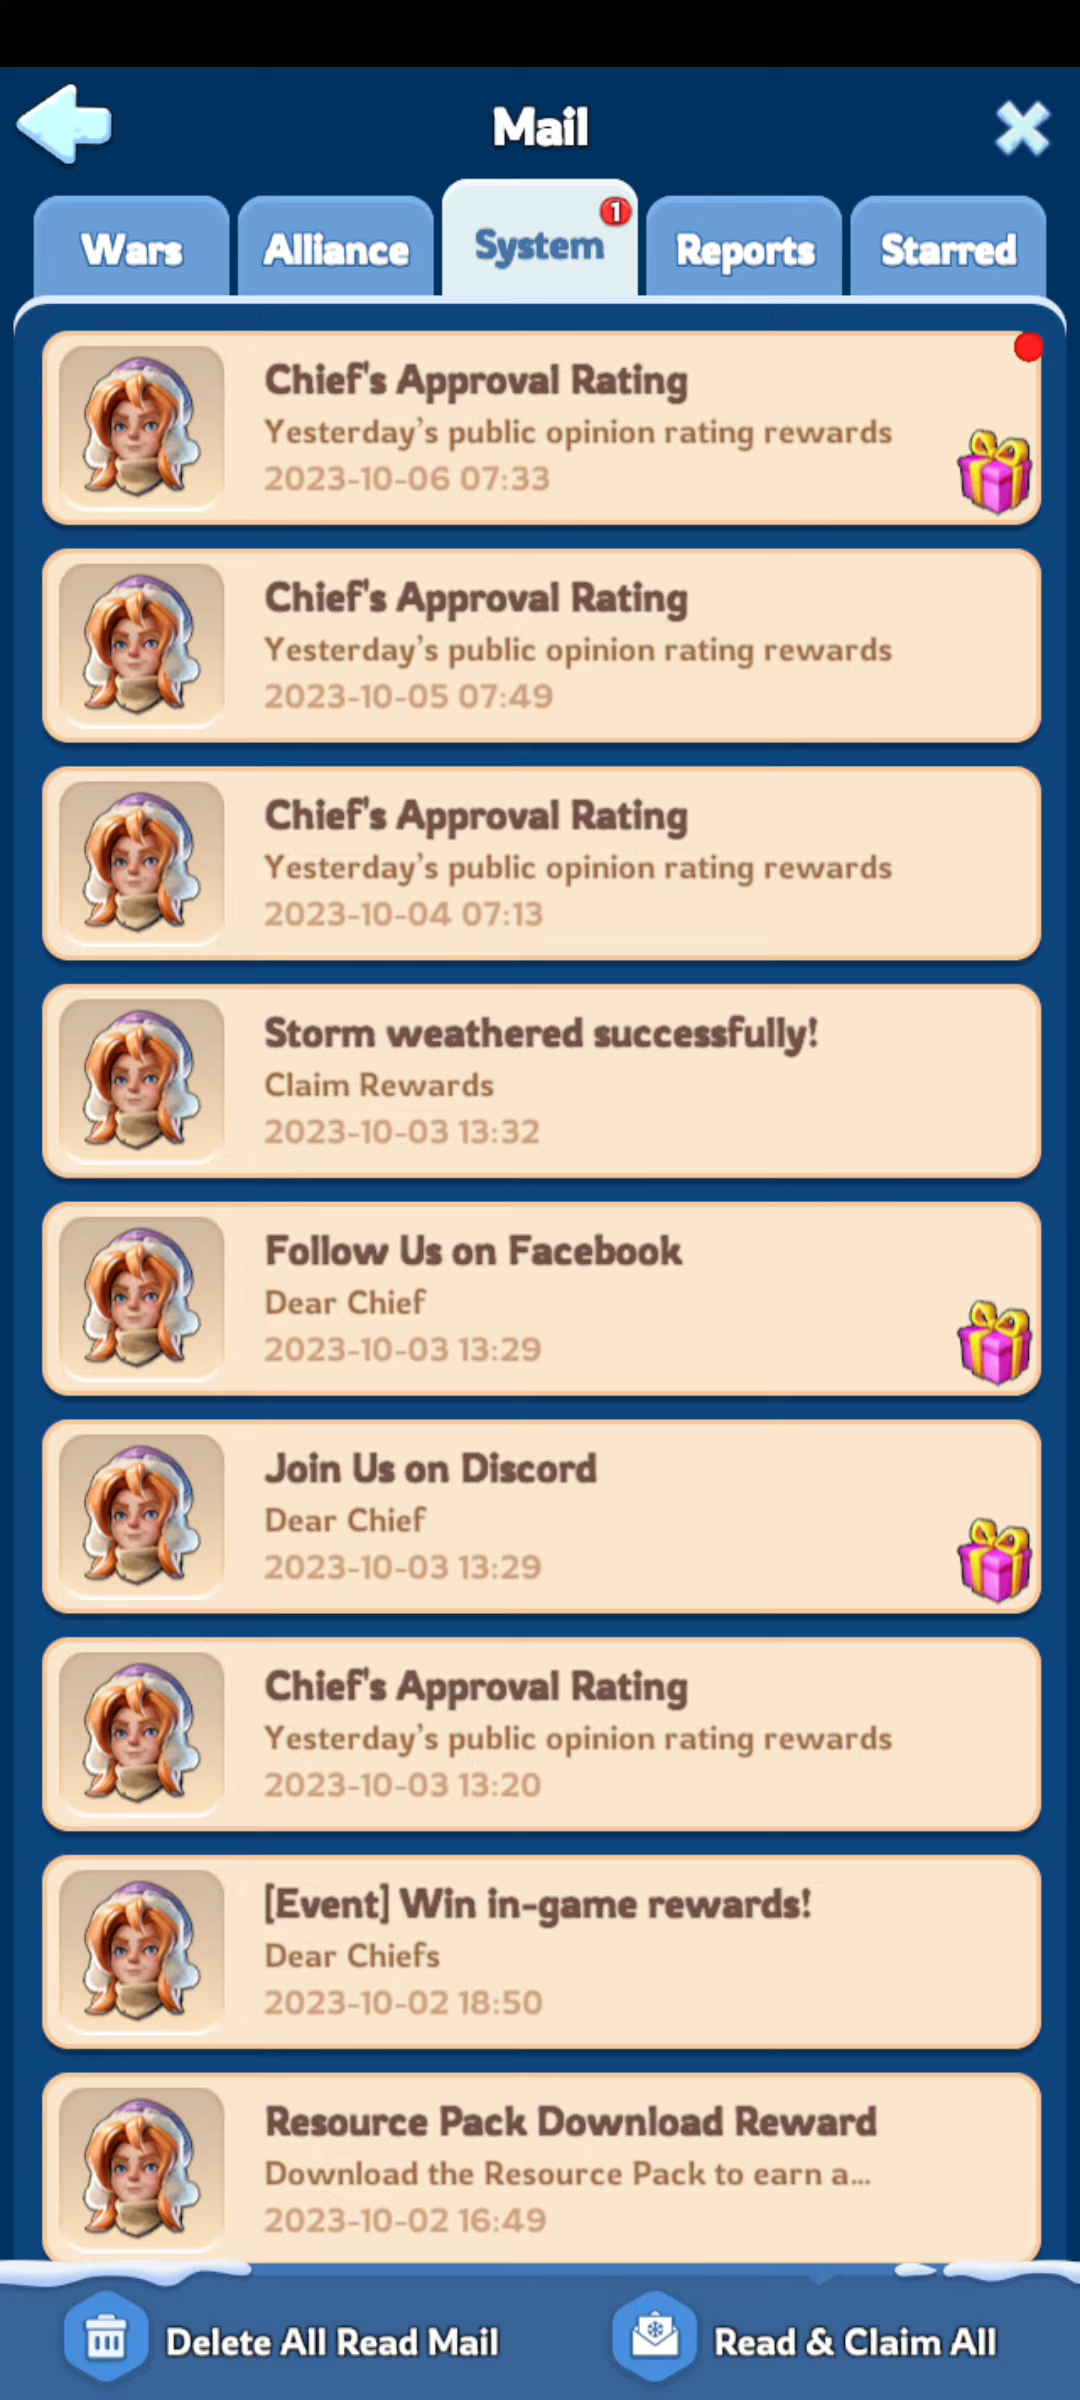 Mail
Wars
Alliance
System
1
Reports
Starred
Chief's Approval Rating
Yesterday's public opinion rating rewards
2023-10-06 07:33
Chief's Approval Rating
Yesterday's public opinion rating rewards
2023-10-05 07:49
Chief's Approval Rating
Yesterday's public opinion rating rewards
2023-10-04 07:13
Storm weathered successfully!
Claim Rewards
2023-10-03 13:32
Follow Us on Facebook
Dear Chief
2023-10-03 13:29
Join Us on Discord
Dear Chief
2023-10-03 13:29
Chief's Approval Rating
Yesterday's public opinion rating rewards
2023-10-03 13:20
[Event] Win in-game rewards!
Dear Chiefs
2023-10-02 18:50
Resource Pack Download Reward
Download the Resource Pack to earn a...
2023-10-02 16:49
Delete All Read Mail
Read & Claim All